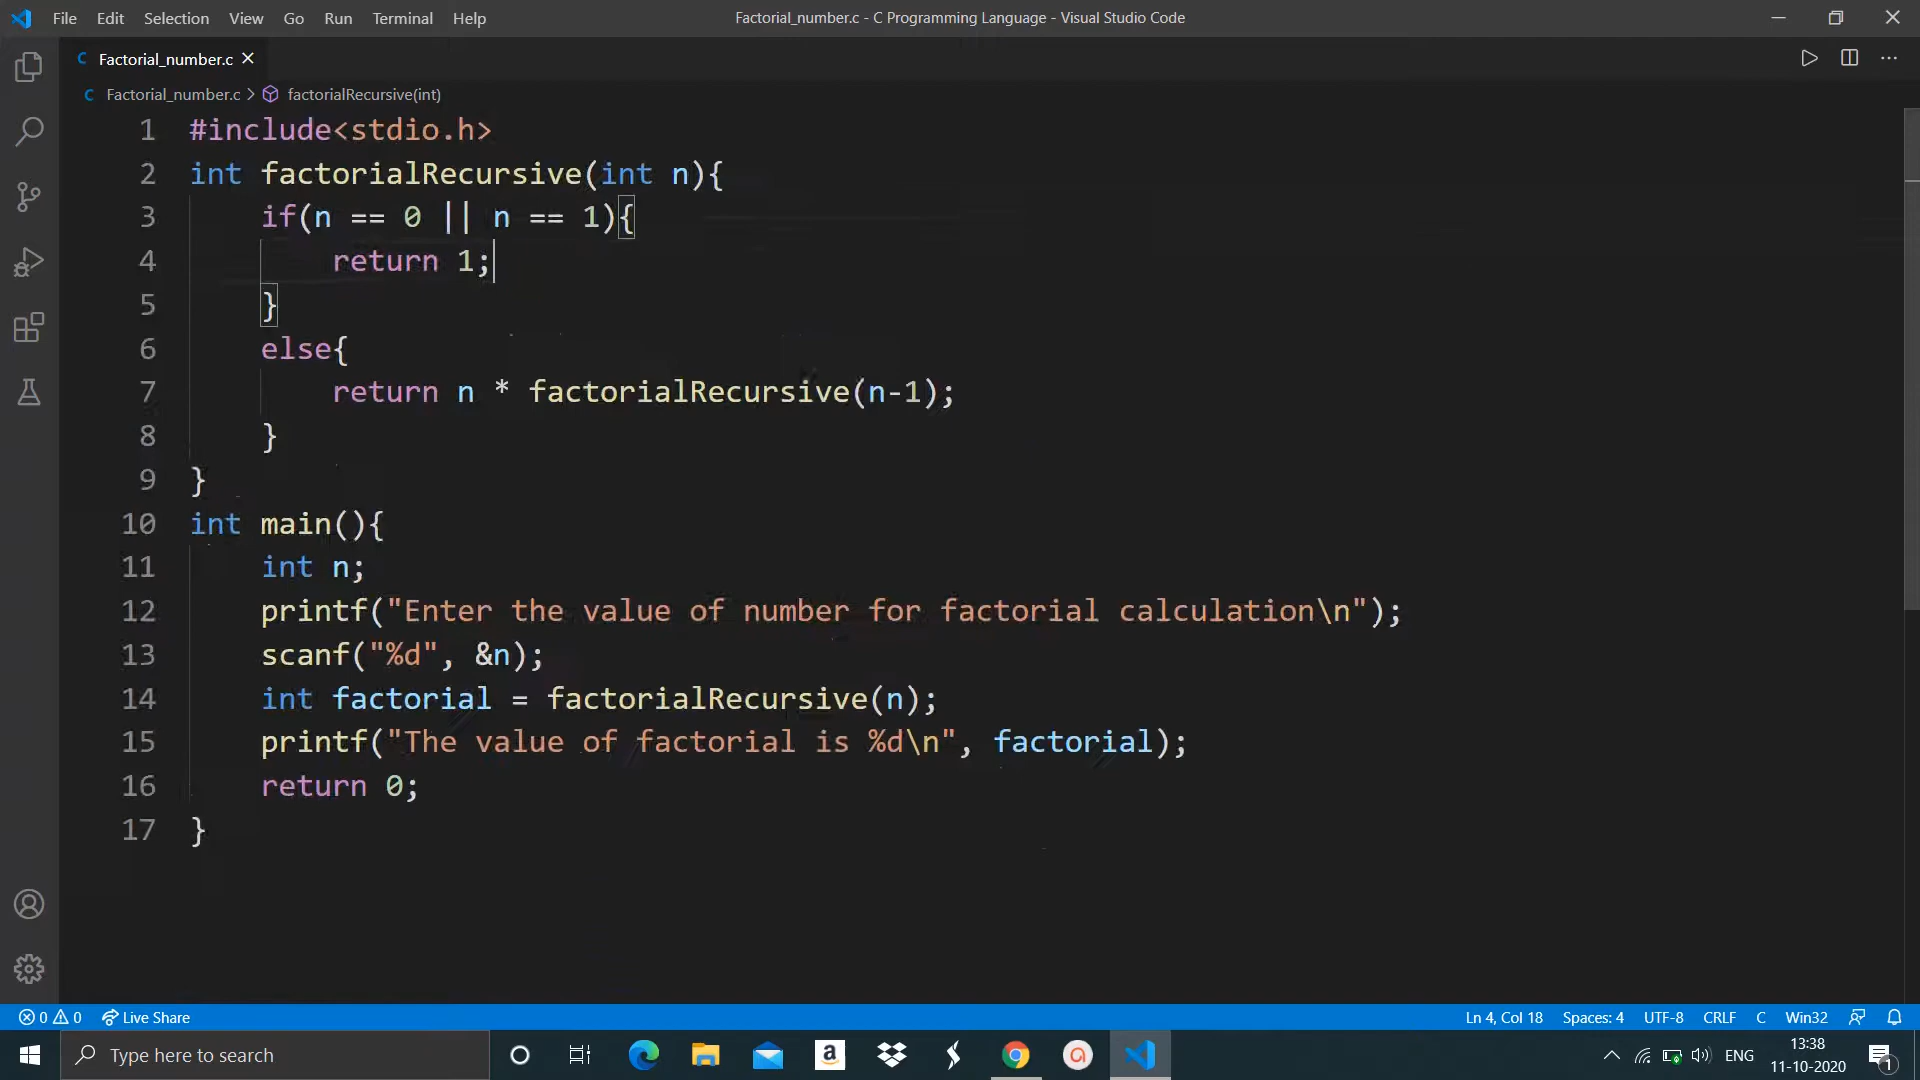 File Edit Selection View Go Run Terminal Help Factorial_number.c - C Programming Language - Visual Studio Code
C Factorial_number.c
C Factorial_number.c > factorialRecursive(int)
1 #include<stdio.h>
2 int factorialRecursive(int n){
3     if(n == 0 || n == 1){
4         return 1;
5     }
6     else{
7         return n * factorialRecursive(n-1);
8     }
9 }
10 int main(){
11     int n;
12     printf("Enter the value of number for factorial calculation\n");
13     scanf("%d", &n);
14     int factorial = factorialRecursive(n);
15     printf("The value of factorial is %d\n", factorial);
16     return 0;
17 }
0 0 Live Share Ln 4, Col 18 Spaces: 4 UTF-8 CRLF C Win32
Type here to search a ENG 13:38
11-10-2020 1